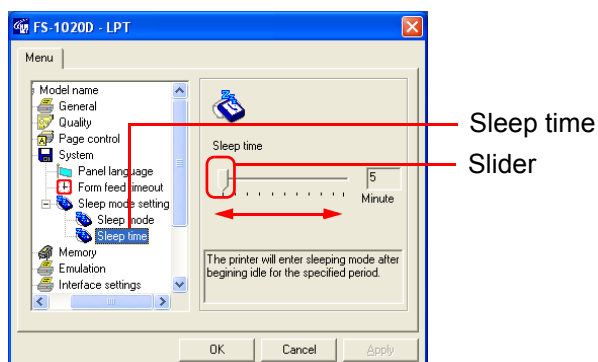 FS-1020D - LPT
Menu
Model name
General
Quality
Page control
System
Panel language
Form feed timeout
Sleep mode setting
Sleep mode
Sleep time
Memory
Emulation
Interface settings
Sleep time
5
Minute
The printer will enter sleeping mode after
begining idle for the specified period.
OK
Cancel
Apply
Sleep time
Slider